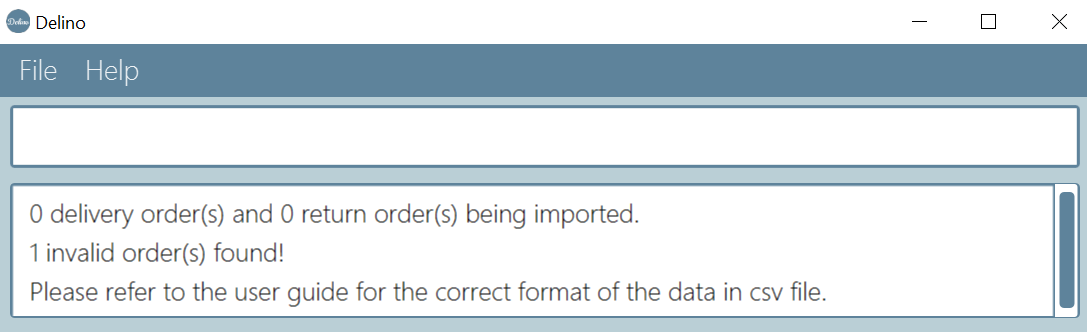 Delino Delino
File Help
0 delivery order(s) and 0 return order(s) being imported.
1 invalid order(s) found!
Please refer to the user guide for the correct format of the data in csv file.